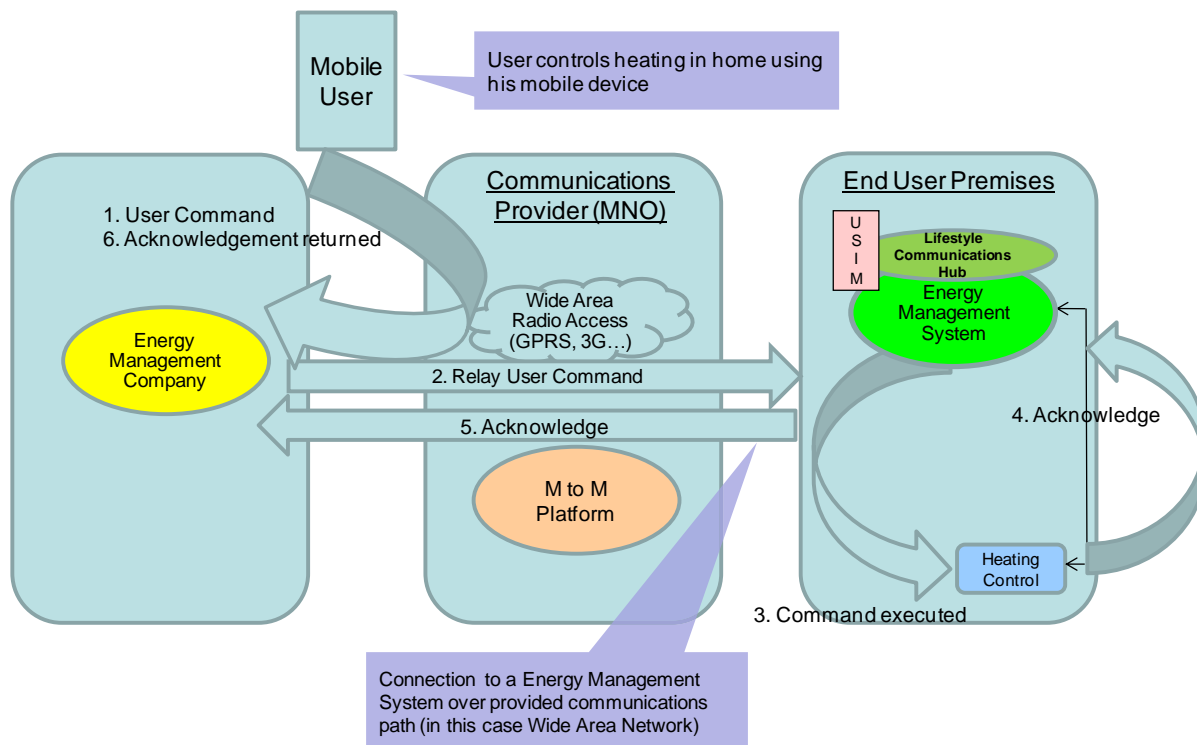 Mobile
User
User controls heating in home using
his mobile device
1. User Command
6. Acknowledgement returned
Energy
Management
Company
Communications
Provider (MNO)
Wide Area
Radio Access
(GPRS, 3G...)
2. Relay User Command
5. Acknowledge
M to M
Platform
End User Premises
U
S
I
M
Lifestyle
Communications
Hub
Energy
Management
System
4. Acknowledge
Heating
Control
3. Command executed
Connection to a Energy Management
System over provided communications
path (in this case Wide Area Network)